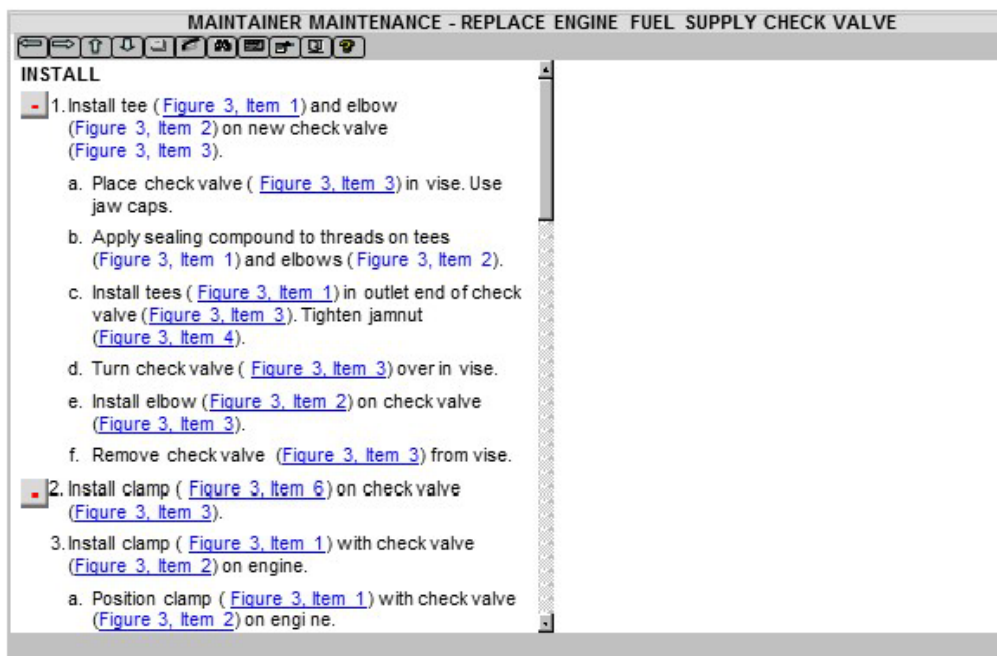 MAINTAINER MAINTENANCE - REPLACE ENGINE FUEL SUPPLY CHECK VALVE
INSTALL
1. Install tee ( Figure 3, Item 1) and elbow
(Figure 3, Item 2) on new check valve
(Figure 3, Item 3).
a. Place check valve ( Figure 3, Item 3) in vise. Use
jaw caps.
b. Apply sealing compound to threads on tees
(Figure 3, Item 1) and elbows ( Figure 3, Item 2).
c. Install tees ( Figure 3, Item 1) in outlet end of check
valve (Figure 3, Item 3). Tighten jamnut
(Figure 3, Item 4).
d. Turn check valve ( Figure 3, Item 3) over in vise.
e. Install elbow (Figure 3, Item 2) on check valve
(Figure 3, Item 3).
f. Remove check valve (Figure 3, Item 3) from vise.
2. Install clamp ( Figure 3, Item 6) on check valve
(Figure 3, Item 3).
3. Install clamp ( Figure 3, Item 1) with check valve
(Figure 3, Item 2) on engine.
a. Position clamp ( Figure 3, Item 1) with check valve
(Figure 3, Item 2) on engi ne.